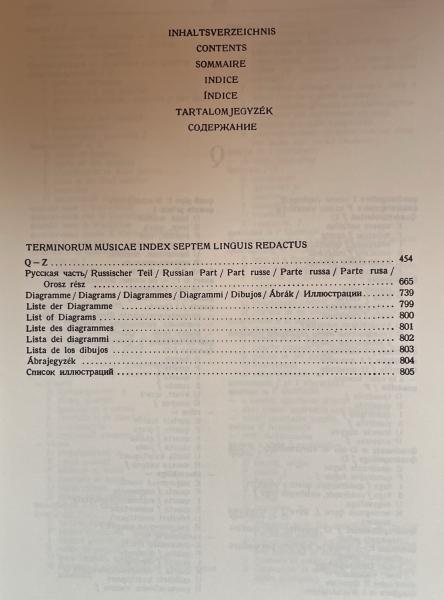 INHALTSVERZEICHNIS
CONTENTS
SOMMAIRE
INDICE
ÍNDICE
TARTALOMJEGYZÉK
СОДЕРЖАНИЕ
TERMINORUM MUSICAE INDEX SEPTEM LINGUIS REDACTUS
Q – Z 454
Русская часть / Russischer Teil / Russian Part / Part russe / Parte russa / Parte rusa /
Orosz rész 665
Diagramme / Diagrams / Diagrammes / Diagrammi / Dibujos / Ábrák / Иллюстрации 739
Liste der Diagramme 799
List of Diagrams 800
Liste des diagrammes 801
Lista dei diagrammi 802
Lista de los dibujos 803
Ábrajegyzék 804
Список иллюстраций 805